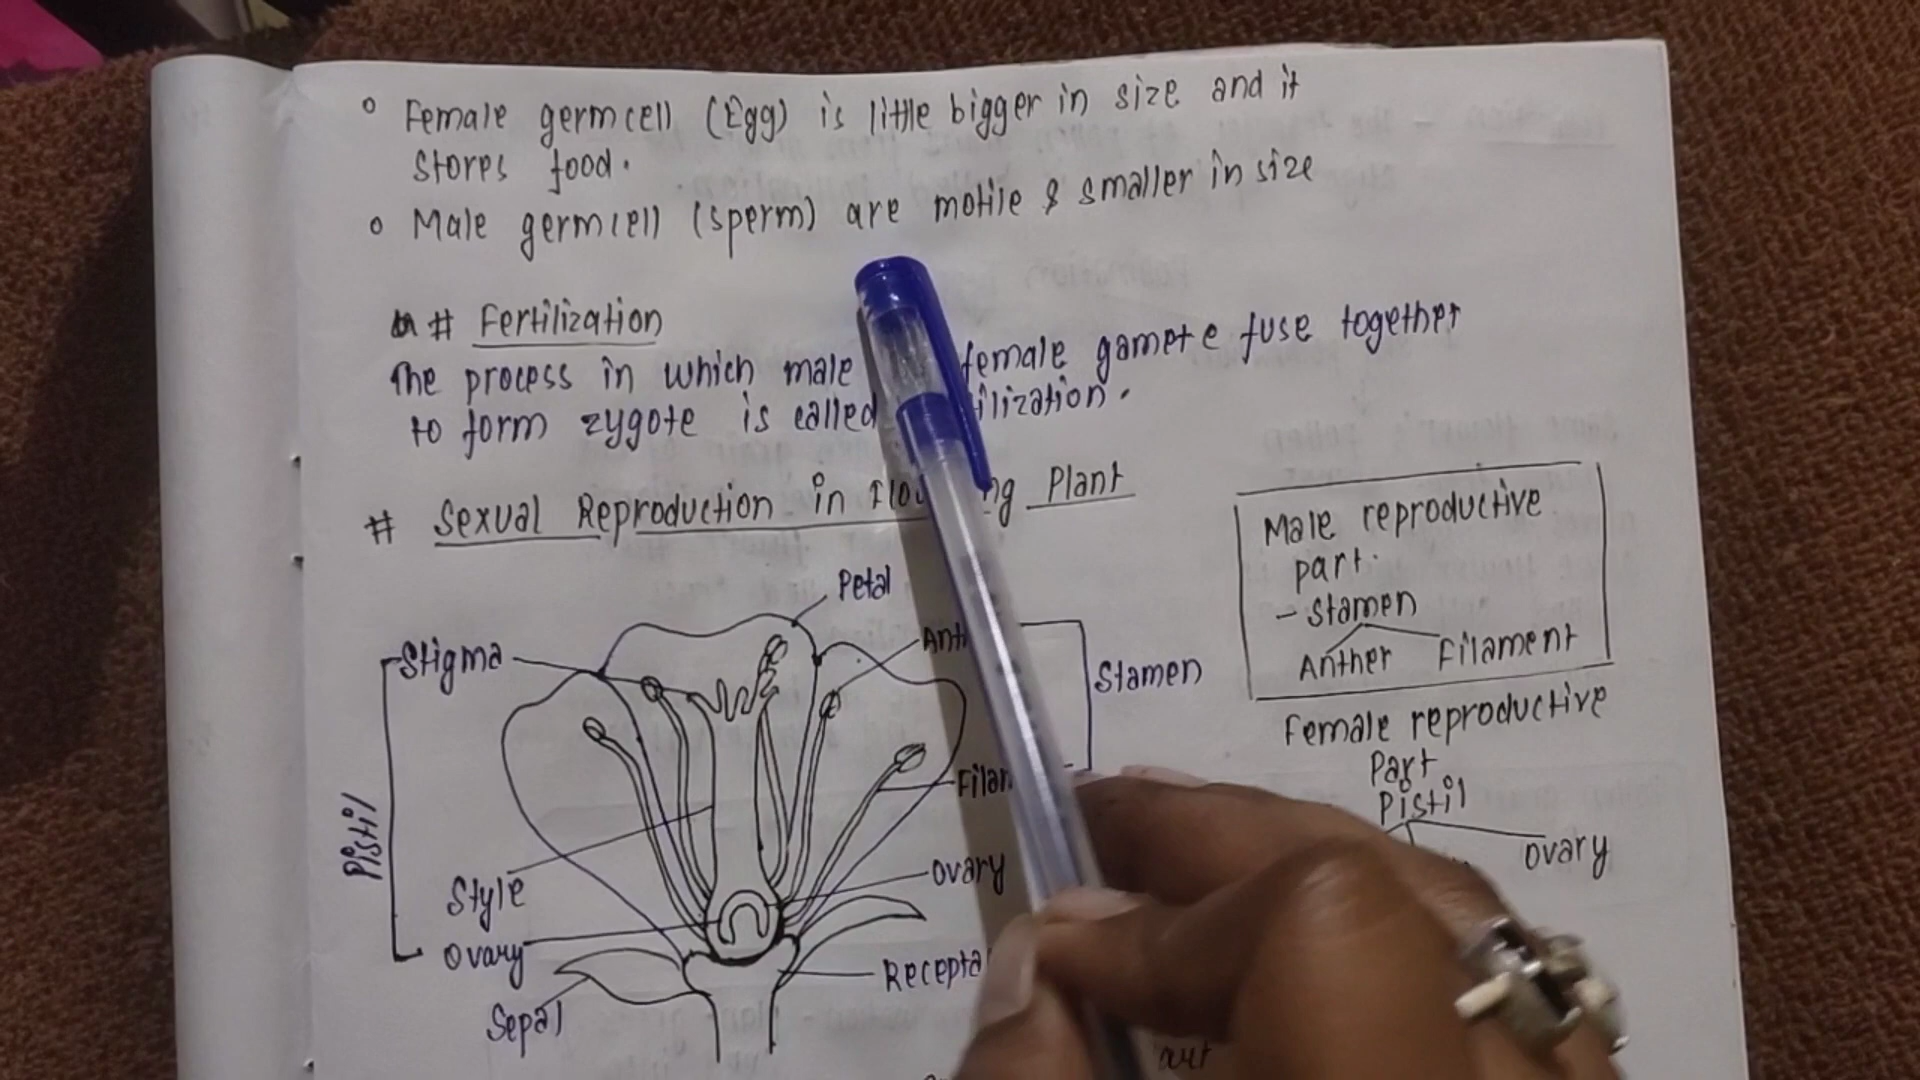 Female germcell (Egg) is little bigger in size and it
stores food.
Male germcell (sperm) are motile & smaller in size
# Fertilization
The process in which male female gamete fuse together
to form zygote is called
# Sexual Reproduction in Plant
Petal
Stigma
Stamen
Pistil
Style
Ovary
Ovary
Sepal
Male reproductive
part.
- stamen
Anther Filament
Female reproductive
Part
Pistil
Ovary